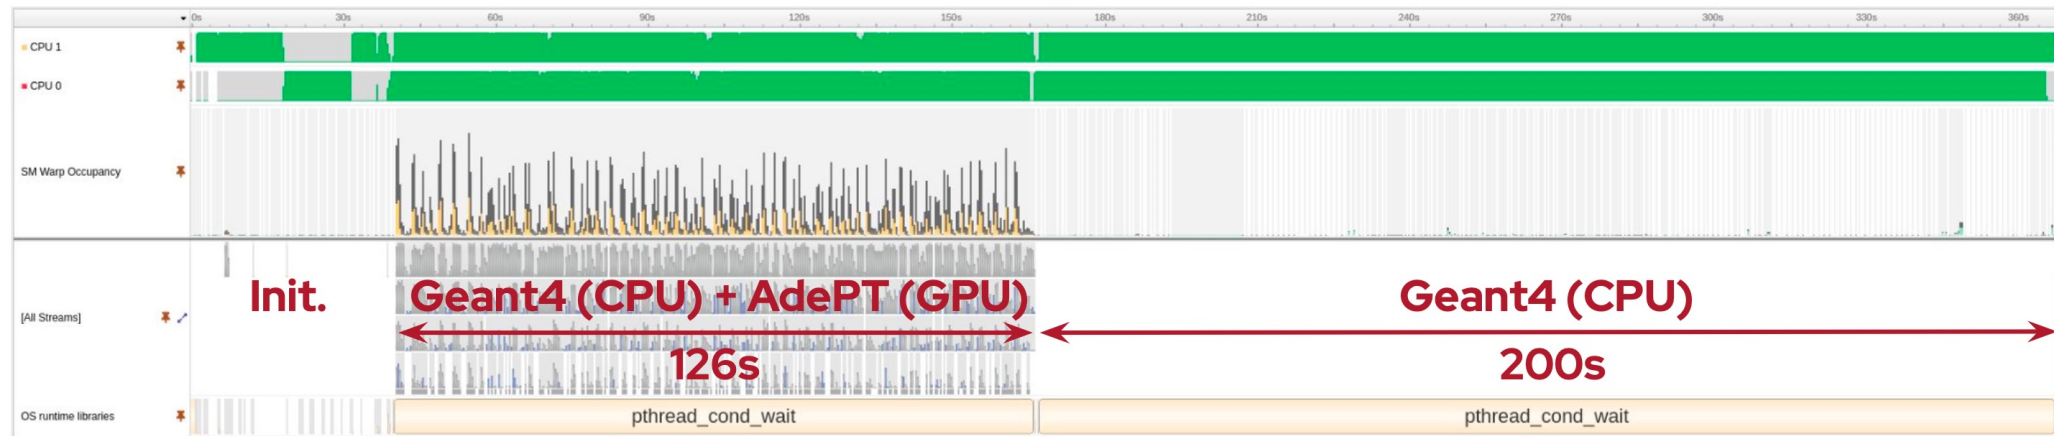 0s 30s 60s 90s 120s 150s 180s 210s 240s 270s 300s 330s 360s
CPU 1
CPU 0
SM Warp Occupancy
Init. Geant4 (CPU) + AdePT (GPU) Geant4 (CPU)
[All Streams]
126s 200s
OS runtime libraries pthread_cond_wait pthread_cond_wait